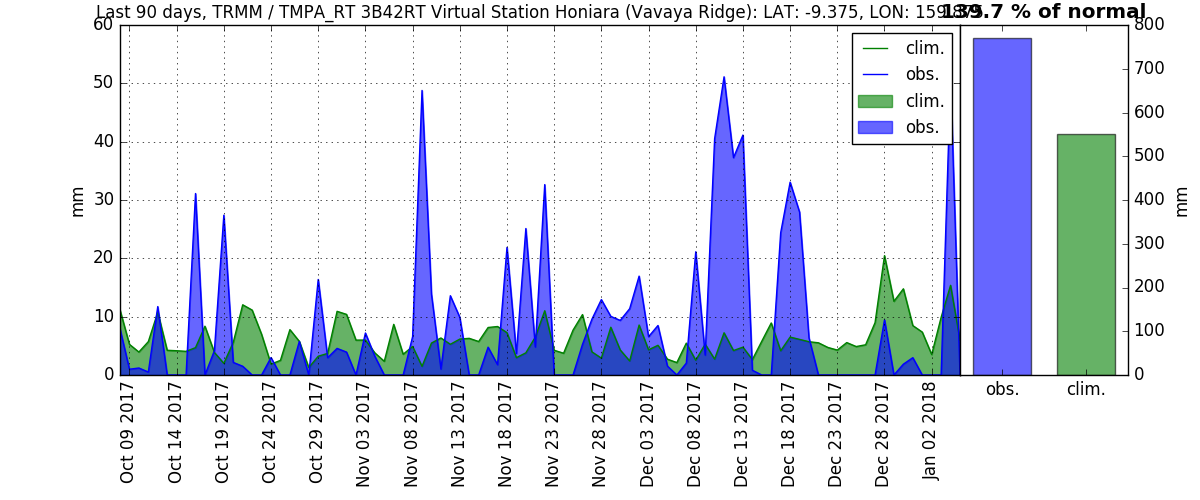 Last 90 days, TRMM / TMPA_RT 3B42RT Virtual Station Honiara (Vavaya Ridge): LAT: -9.375, LON:
139.7 % of normal
60
50
40
30
20
10
0
mm
clim.
obs.
clim.
obs.
800
700
600
500
400
300
200
100
0
mm
Oct 09 2017
Oct 14 2017
Oct 19 2017
Oct 24 2017
Oct 29 2017
Nov 03 2017
Nov 08 2017
Nov 13 2017
Nov 18 2017
Nov 23 2017
Nov 28 2017
Dec 03 2017
Dec 08 2017
Dec 13 2017
Dec 18 2017
Dec 23 2017
Dec 28 2017
Jan 02 2018
obs.
clim.